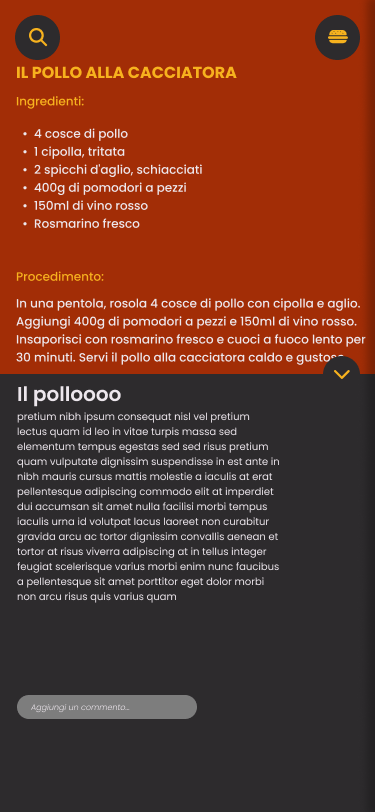 IL POLLO ALLA CACCIATORA
Ingredienti:
• 4 cosce di pollo
• 1 cipolla, tritata
• 2 spicchi d'aglio, schiacciati
• 400g di pomodori a pezzi
• 150ml di vino rosso
• Rosmarino fresco
Procedimento:
In una pentola, rosola 4 cosce di pollo con cipolla e aglio.
Aggiungi 400g di pomodori a pezzi e 150ml di vino rosso.
Insaporisci con rosmarino fresco e cuoci a fuoco lento per
30 minuti. Servi il pollo alla cacciatora caldo e gustoso.
Il polloooo
pretium nibh ipsum consequat nisl vel pretium
lectus quam id leo in vitae turpis massa sed
elementum tempus egestas sed sed risus pretium
quam vulputate dignissim suspendisse in est ante in
nibh mauris cursus mattis molestie a iaculis at erat
pellentesque adipiscing commodo elit at imperdiet
dui accumsan sit amet nulla facilisi morbi tempus
iaculis urna id volutpat lacus laoreet non curabitur
gravida arcu ac tortor dignissim convallis aenean et
tortor at risus viverra adipiscing at in tellus integer
feugiat scelerisque varius morbi enim nunc faucibus
a pellentesque sit amet porttitor eget dolor morbi
non arcu risus quis varius quam
Aggiungi un commento...